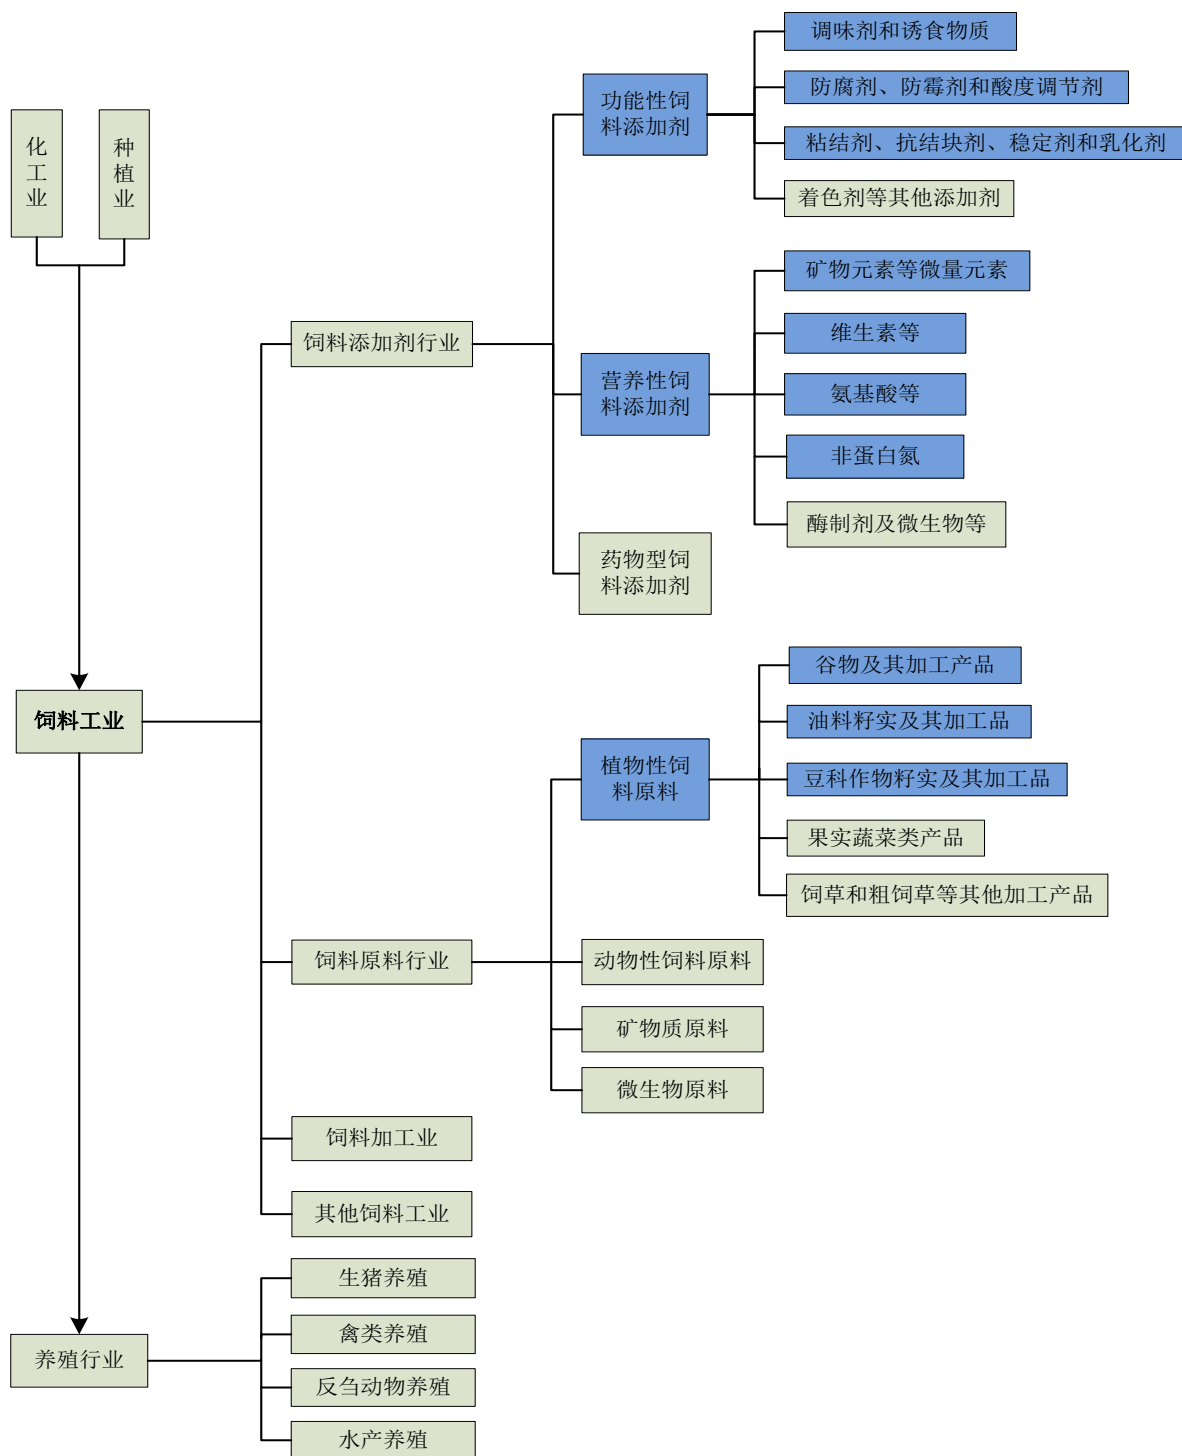 化工业
种植业
饲料工业
养殖行业
饲料添加剂行业
饲料原料行业
饲料加工业
其他饲料工业
生猪养殖
禽类养殖
反刍动物养殖
水产养殖
功能性饲
料添加剂
营养性饲
料添加剂
药物型饲
料添加剂
植物性饲
料原料
动物性饲料原料
矿物质原料
微生物原料
调味剂和诱食物质
防腐剂、防霉剂和酸度调节剂
粘结剂、抗结块剂、稳定剂和乳化剂
着色剂等其他添加剂
矿物元素等微量元素
维生素等
氨基酸等
非蛋白氮
酶制剂及微生物等
谷物及其加工产品
油料籽实及其加工品
豆科作物籽实及其加工品
果实蔬菜类产品
饲草和粗饲草等其他加工产品